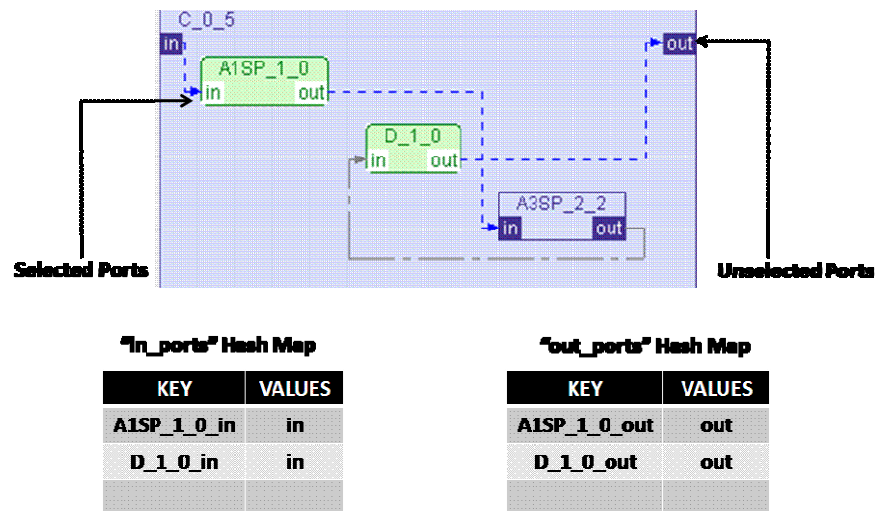 C_0_5
in
out
A1SP_1_0
in
out
D_1_0
in
out
A3SP_2_2
in
out
Selected Ports
Unselected Ports
“in_ports” Hash Map
KEY VALUES
A1SP_1_0_in in
D_1_0_in in
“out_ports” Hash Map
KEY VALUES
A1SP_1_0_out out
D_1_0_out out